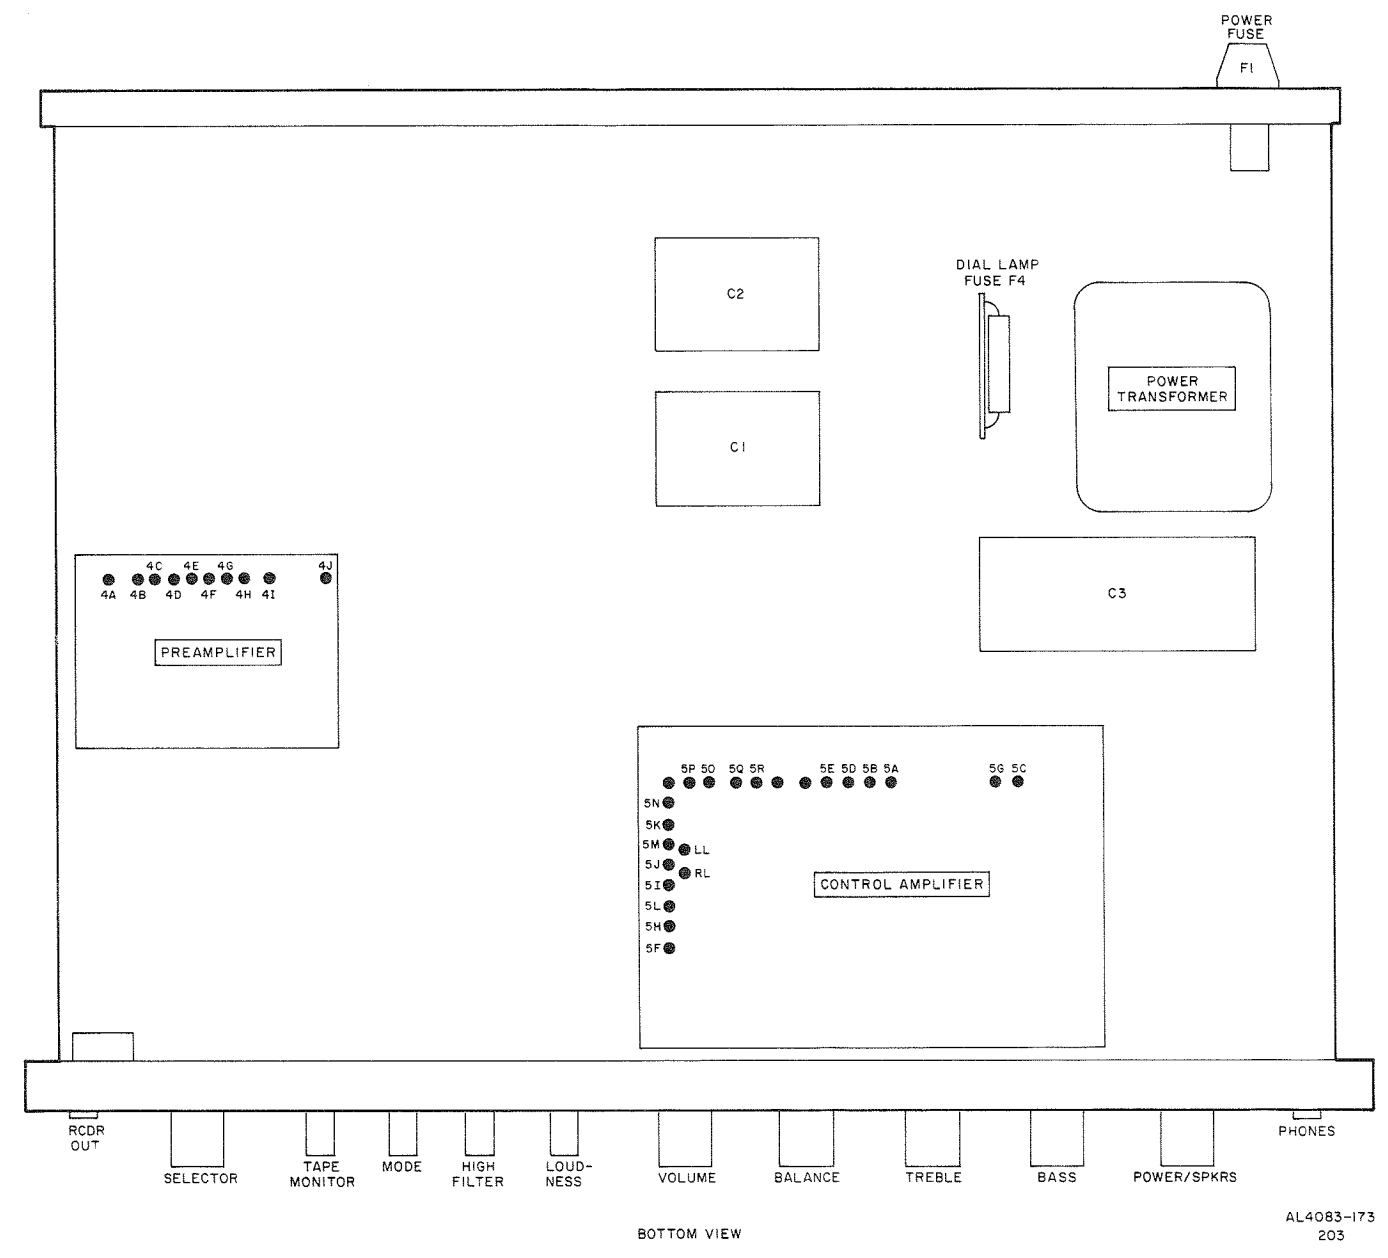 POWER
FUSE
F1
DIAL LAMP
FUSE F4
C2
POWER
TRANSFORMER
C1
4C 4E 4G 4J
4A 4B 4D 4F 4H 4I
C3
PREAMPLIFIER
5P 5O 5Q 5R 5E 5D 5B 5A 5G 5C
5N
5K
5M LL
5J RL
5I
5L
5H
5F
CONTROL AMPLIFIER
RCDR
OUT
SELECTOR
TAPE
MONITOR
MODE
HIGH
FILTER
LOUD-
NESS
VOLUME
BALANCE
TREBLE
BASS
POWER/SPKRS
PHONES
BOTTOM VIEW
AL4083-173
203